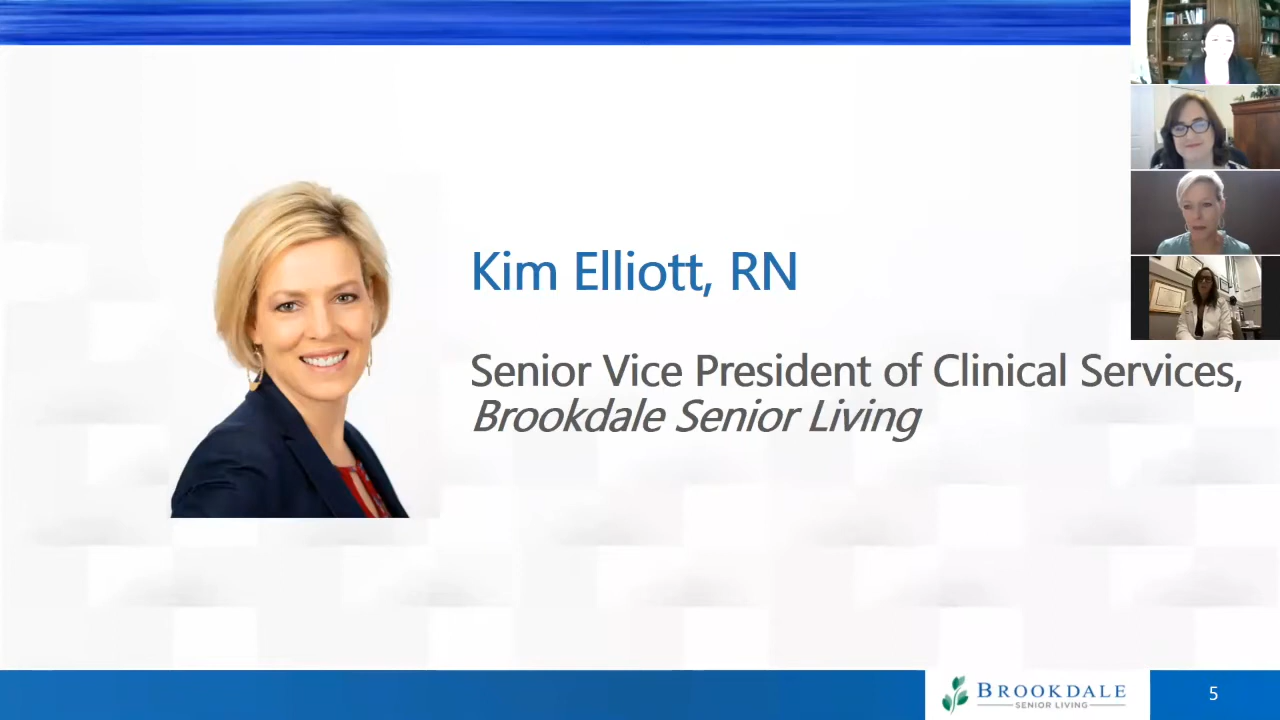 Kim Elliott, RN
Senior Vice President of Clinical Services,
Brookdale Senior Living
BROOKDALE
SENIOR LIVING
5